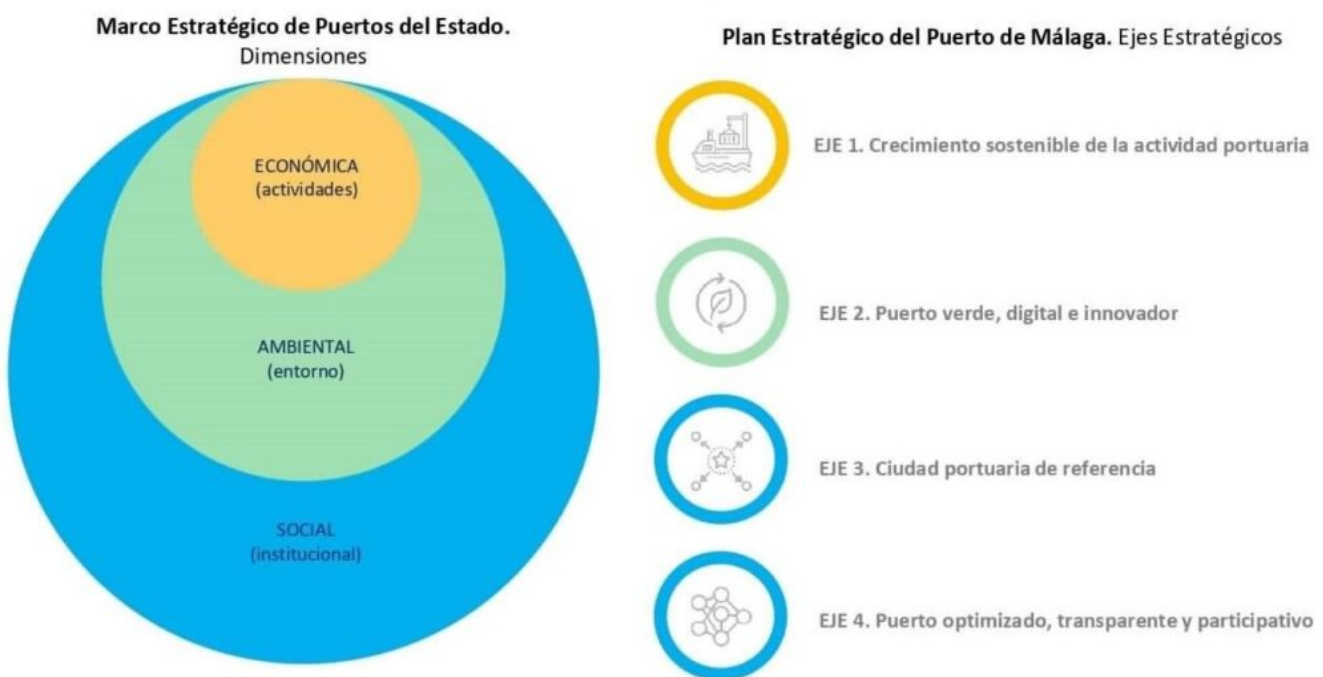 Marco Estratégico de Puertos del Estado.
Dimensiones
ECONÓMICA
(actividades)
AMBIENTAL
(entorno)
SOCIAL
(institucional)
Plan Estratégico del Puerto de Málaga. Ejes Estratégicos
EJE 1. Crecimiento sostenible de la actividad portuaria
EJE 2. Puerto verde, digital e innovador
EJE 3. Ciudad portuaria de referencia
EJE 4. Puerto optimizado, transparente y participativo